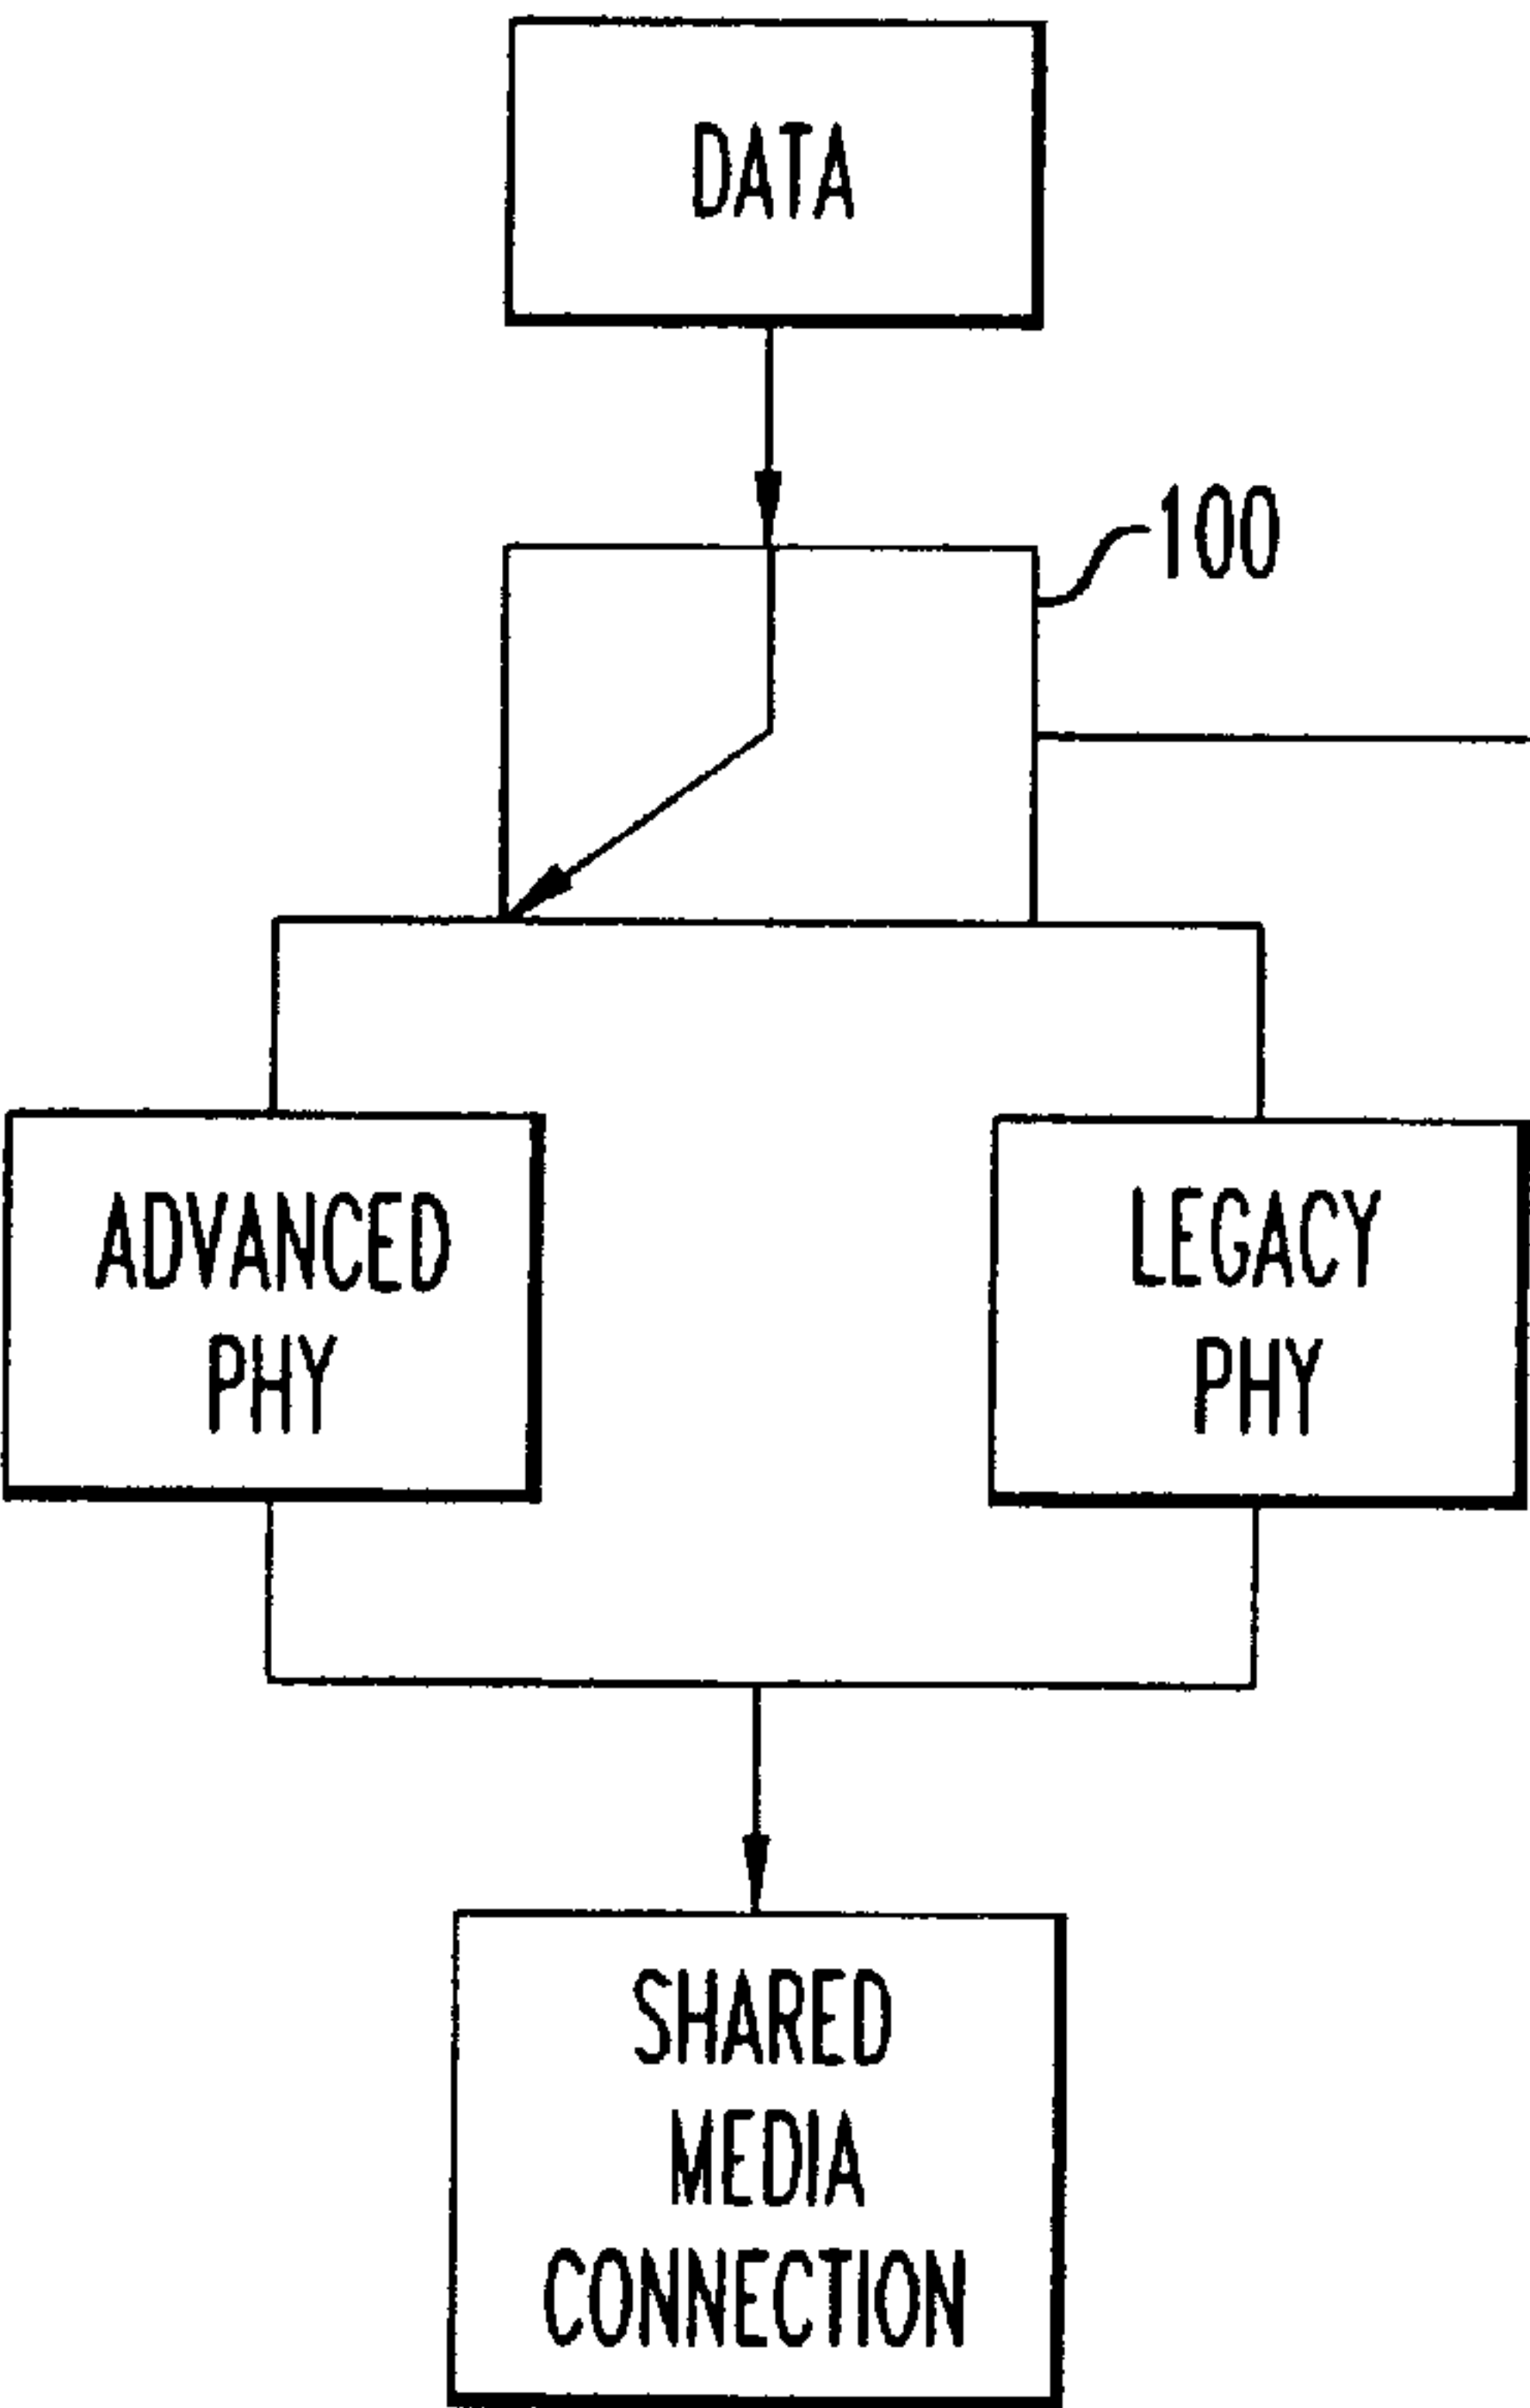 DATA
100
ADVANCED
PHY
LEGACY
PHY
SHARED
MEDIA
CONNECTION